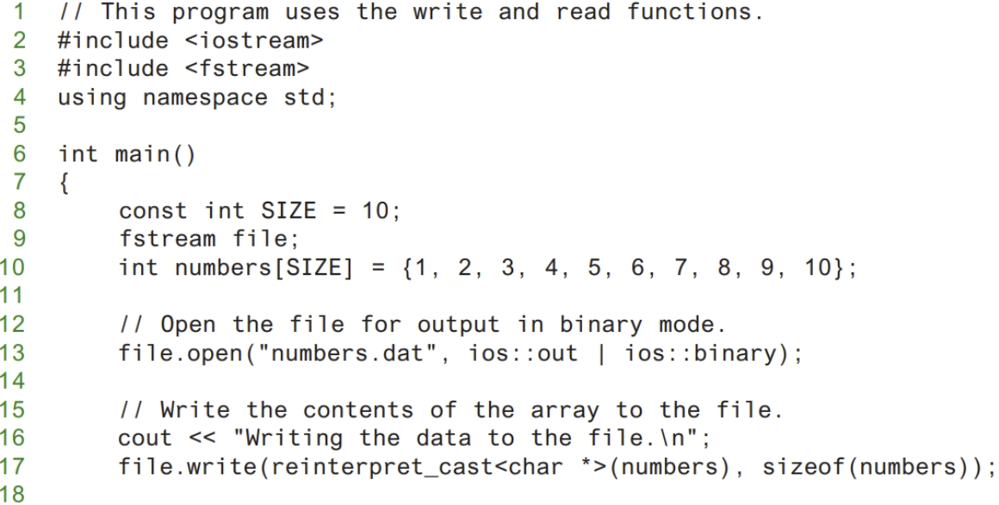 1 // This program uses the write and read functions.
2 #include <iostream>
3 #include <fstream>
4 using namespace std;
5
6 int main()
7 {
8 const int SIZE = 10;
9 fstream file;
10 int numbers[SIZE] = {1, 2, 3, 4, 5, 6, 7, 8, 9, 10};
11
12 // Open the file for output in binary mode.
13 file.open("numbers.dat", ios::out | ios::binary);
14
15 // Write the contents of the array to the file.
16 cout << "Writing the data to the file.\n";
17 file.write(reinterpret_cast<char *>(numbers), sizeof(numbers));
18